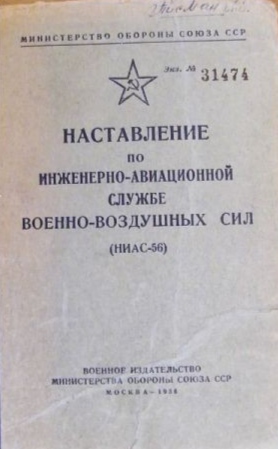 МИНИСТЕРСТВО ОБОРОНЫ СОЮЗА ССР
Экз. № 31474
НАСТАВЛЕНИЕ
ПО
ИНЖЕНЕРНО-АВИАЦИОННОЙ
СЛУЖБЕ
ВОЕННО-ВОЗДУШНЫХ СИЛ
(НИАС-56)
ВОЕННОЕ ИЗДАТЕЛЬСТВО
МИНИСТЕРСТВА ОБОРОНЫ СОЮЗА ССР
МОСКВА—1956